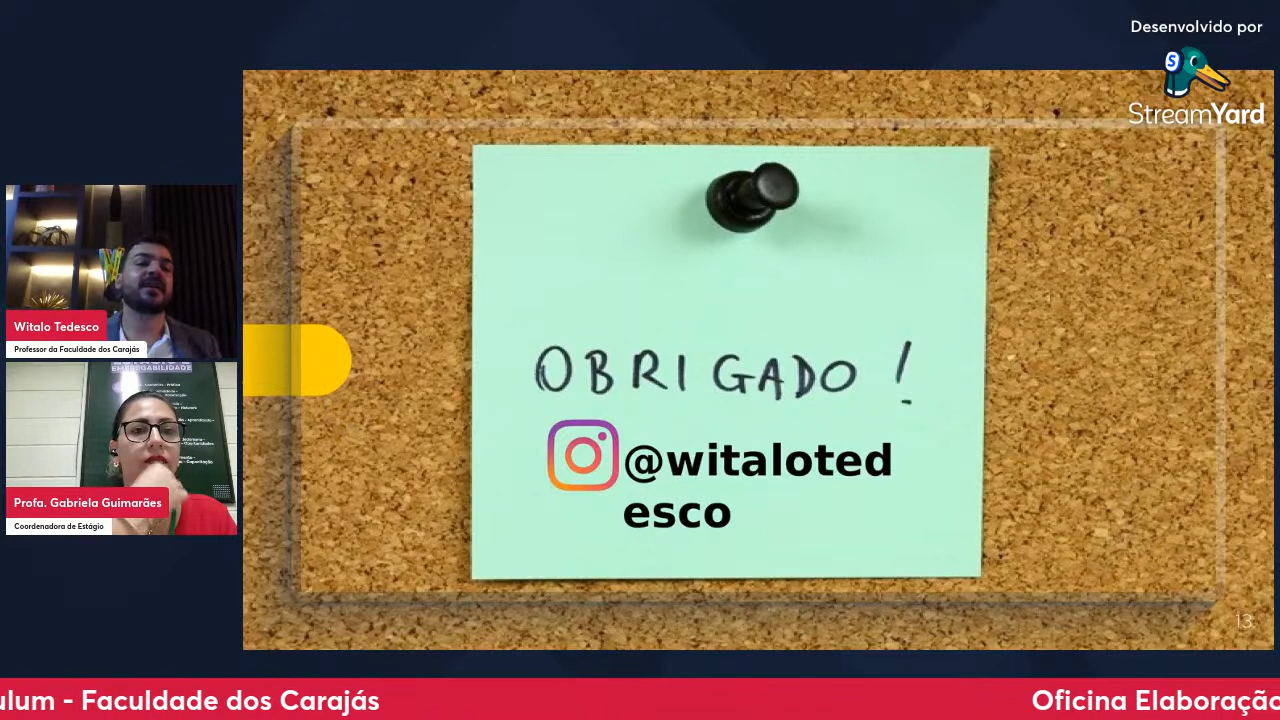 Desenvolvido por
StreamYard
OBRIGADO !
@witaloted
esco
13
Witalo Tedesco
Professor da Faculdade dos Carajás
EMPREGABILIDADE
Profa. Gabriela Guimarães
Coordenadora de Estágio
ulum - Faculdade dos Carajás
Oficina Elaboração